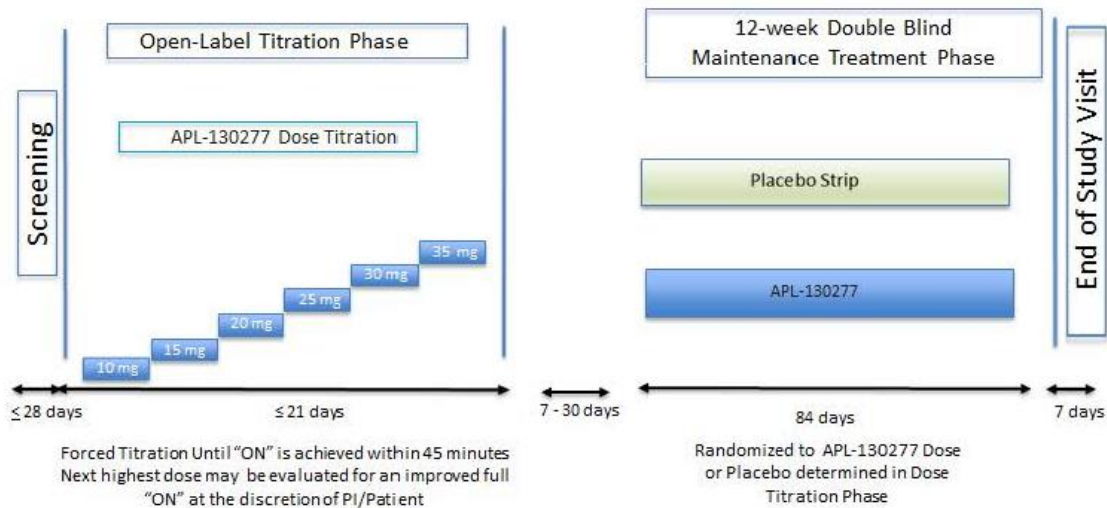 Screening
Open-Label Titration Phase
APL-130277 Dose Titration
10 mg
15 mg
20 mg
25 mg
30 mg
35 mg
≤ 28 days
≤ 21 days
Forced Titration Until “ON” is achieved within 45 minutes
Next highest dose may be evaluated for an improved full
“ON” at the discretion of PI/Patient
7 - 30 days
12-week Double Blind
Maintenance Treatment Phase
Placebo Strip
APL-130277
84 days
Randomized to APL-130277 Dose
or Placebo determined in Dose
Titration Phase
End of Study Visit
7 days